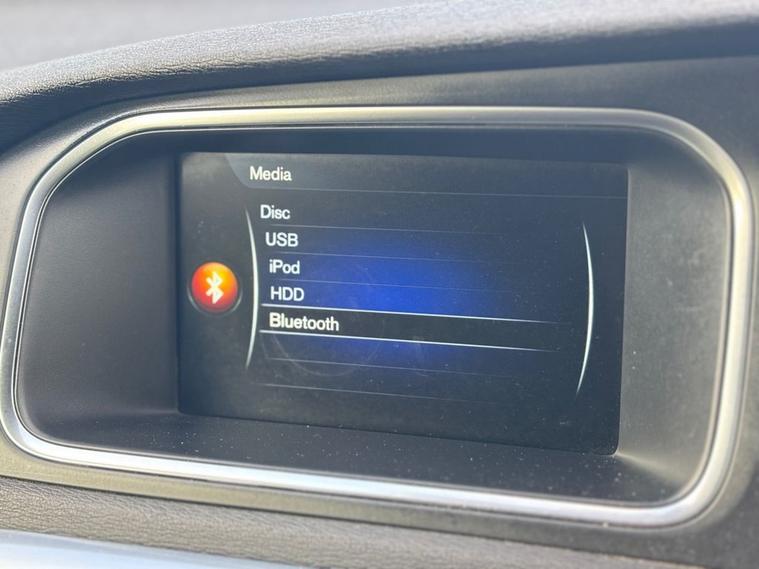 Media
Disc
USB
iPod
HDD
Bluetooth